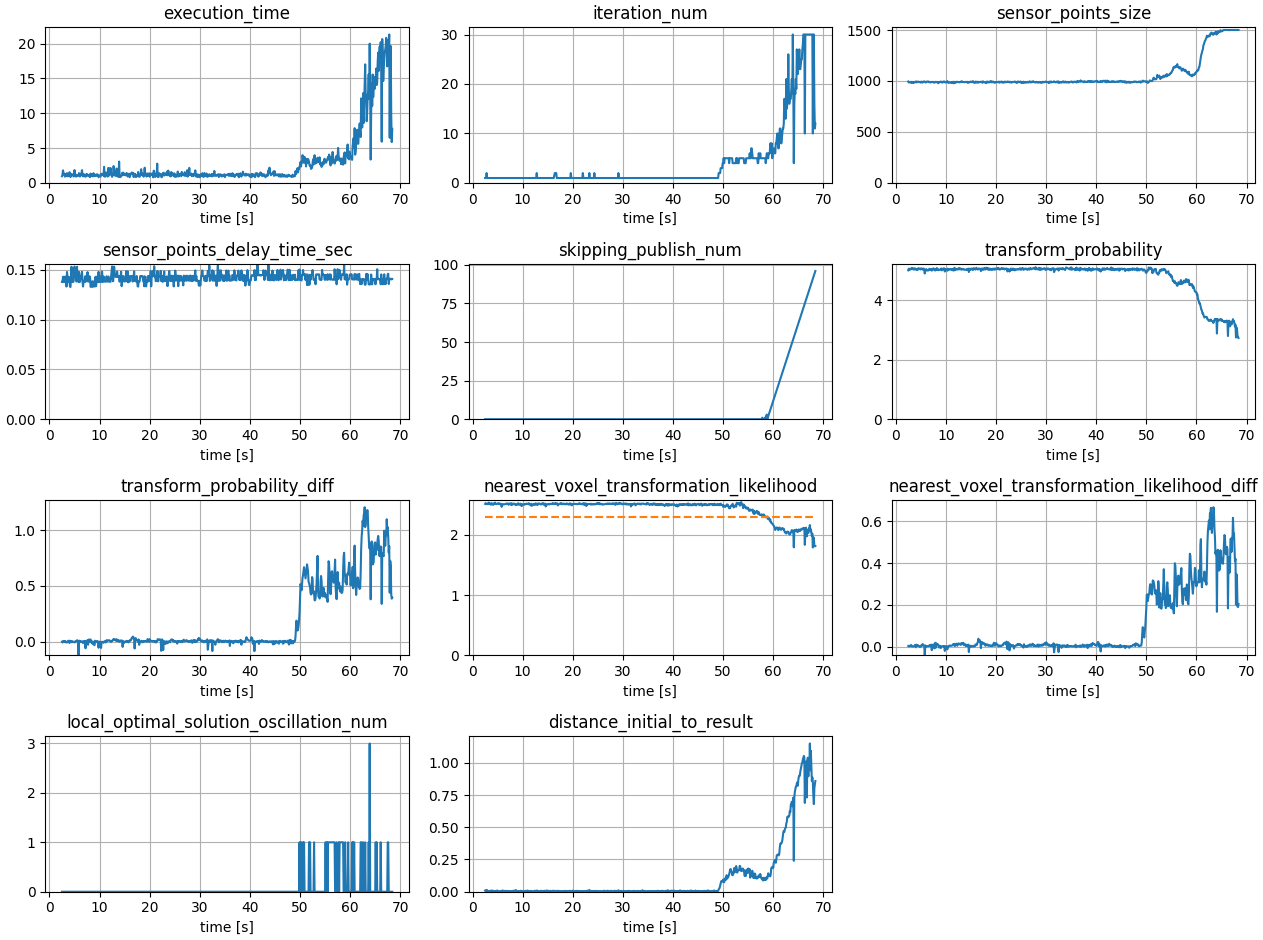 execution_time
20
15
10
5
0
0 10 20 30 40 50 60 70
time [s]
iteration_num
30
20
10
0
0 10 20 30 40 50 60 70
time [s]
sensor_points_size
1500
1000
500
0
0 10 20 30 40 50 60 70
time [s]
sensor_points_delay_time_sec
0.15
0.10
0.05
0.00
0 10 20 30 40 50 60 70
time [s]
skipping_publish_num
100
75
50
25
0
0 10 20 30 40 50 60 70
time [s]
transform_probability
4
2
0
0 10 20 30 40 50 60 70
time [s]
transform_probability_diff
1.0
0.5
0.0
0 10 20 30 40 50 60 70
time [s]
nearest_voxel_transformation_likelihood
2
1
0
0 10 20 30 40 50 60 70
time [s]
nearest_voxel_transformation_likelihood_diff
0.6
0.4
0.2
0.0
0 10 20 30 40 50 60 70
time [s]
local_optimal_solution_oscillation_num
3
2
1
0
0 10 20 30 40 50 60 70
time [s]
distance_initial_to_result
1.00
0.75
0.50
0.25
0.00
0 10 20 30 40 50 60 70
time [s]